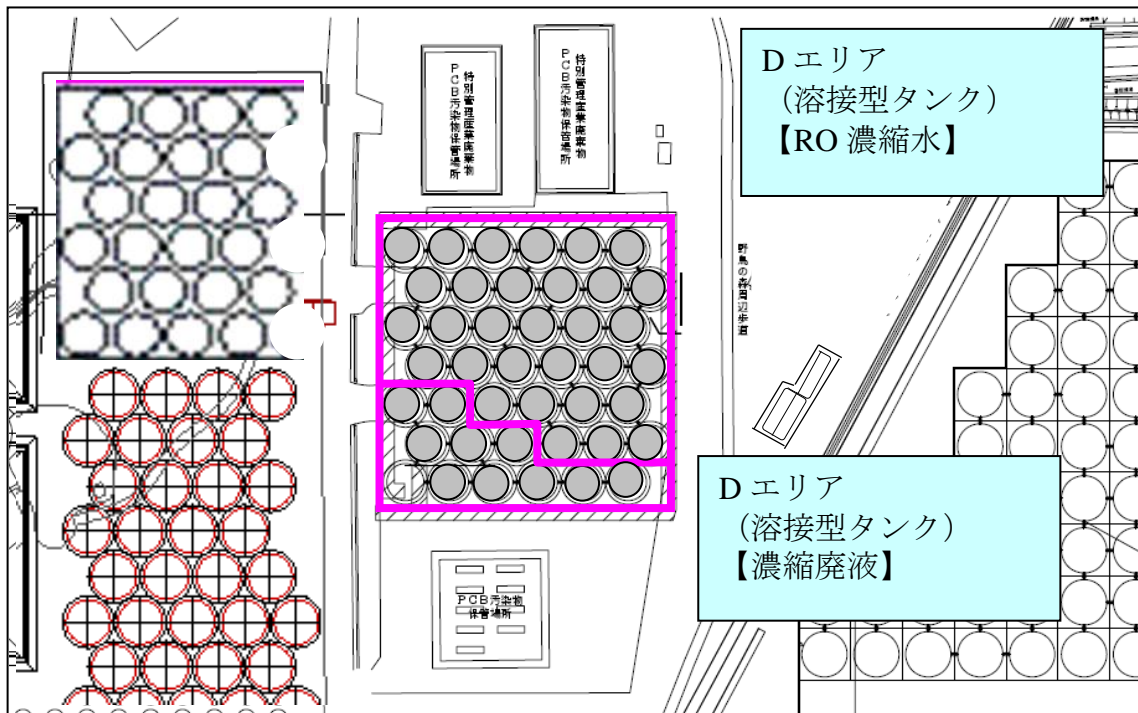 特別管理産業廃棄物
PCB汚染物保管場所
特別管理産業廃棄物
PCB汚染物保管場所
Dエリア
（溶接型タンク）
【RO 濃縮水】
野鳥の森周辺歩道
Dエリア
（溶接型タンク）
【濃縮廃液】
PCB汚染物
保管場所